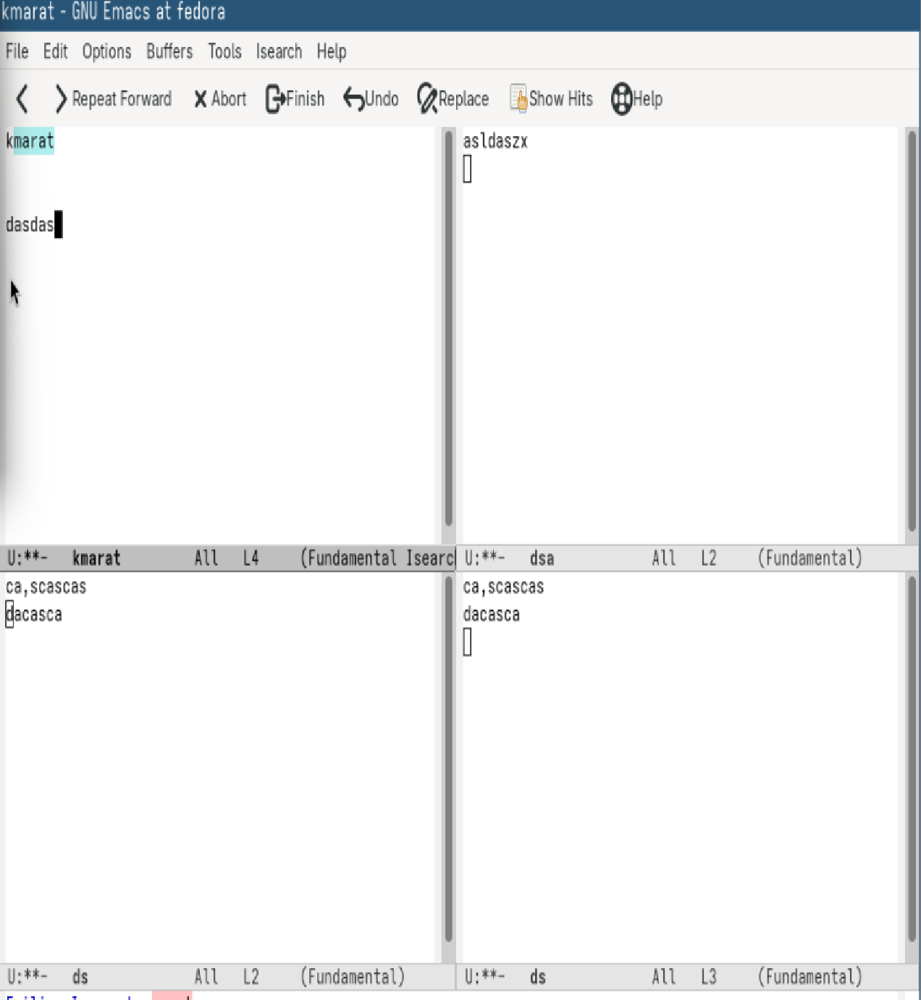 kmarat - GNU Emacs at fedora
File Edit Options Buffers Tools Isearch Help
Repeat Forward Abort Finish Undo Replace Show Hits Help
kmarat
dasdas
U:**- kmarat All L4 (Fundamental Isearc
asldaszx
U:**- dsa All L2 (Fundamental)
ca,scascas
dacasca
U:**- ds All L2 (Fundamental)
ca,scascas
dacasca
U:**- ds All L3 (Fundamental)